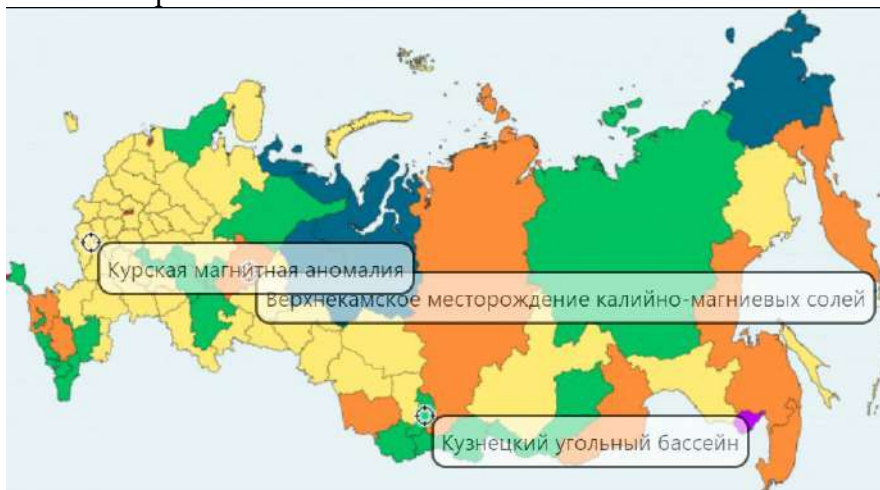 Курская магнитная аномалия
Верхнекамское месторождение калийно-магниевых солей
Кузнецкий угольный бассейн